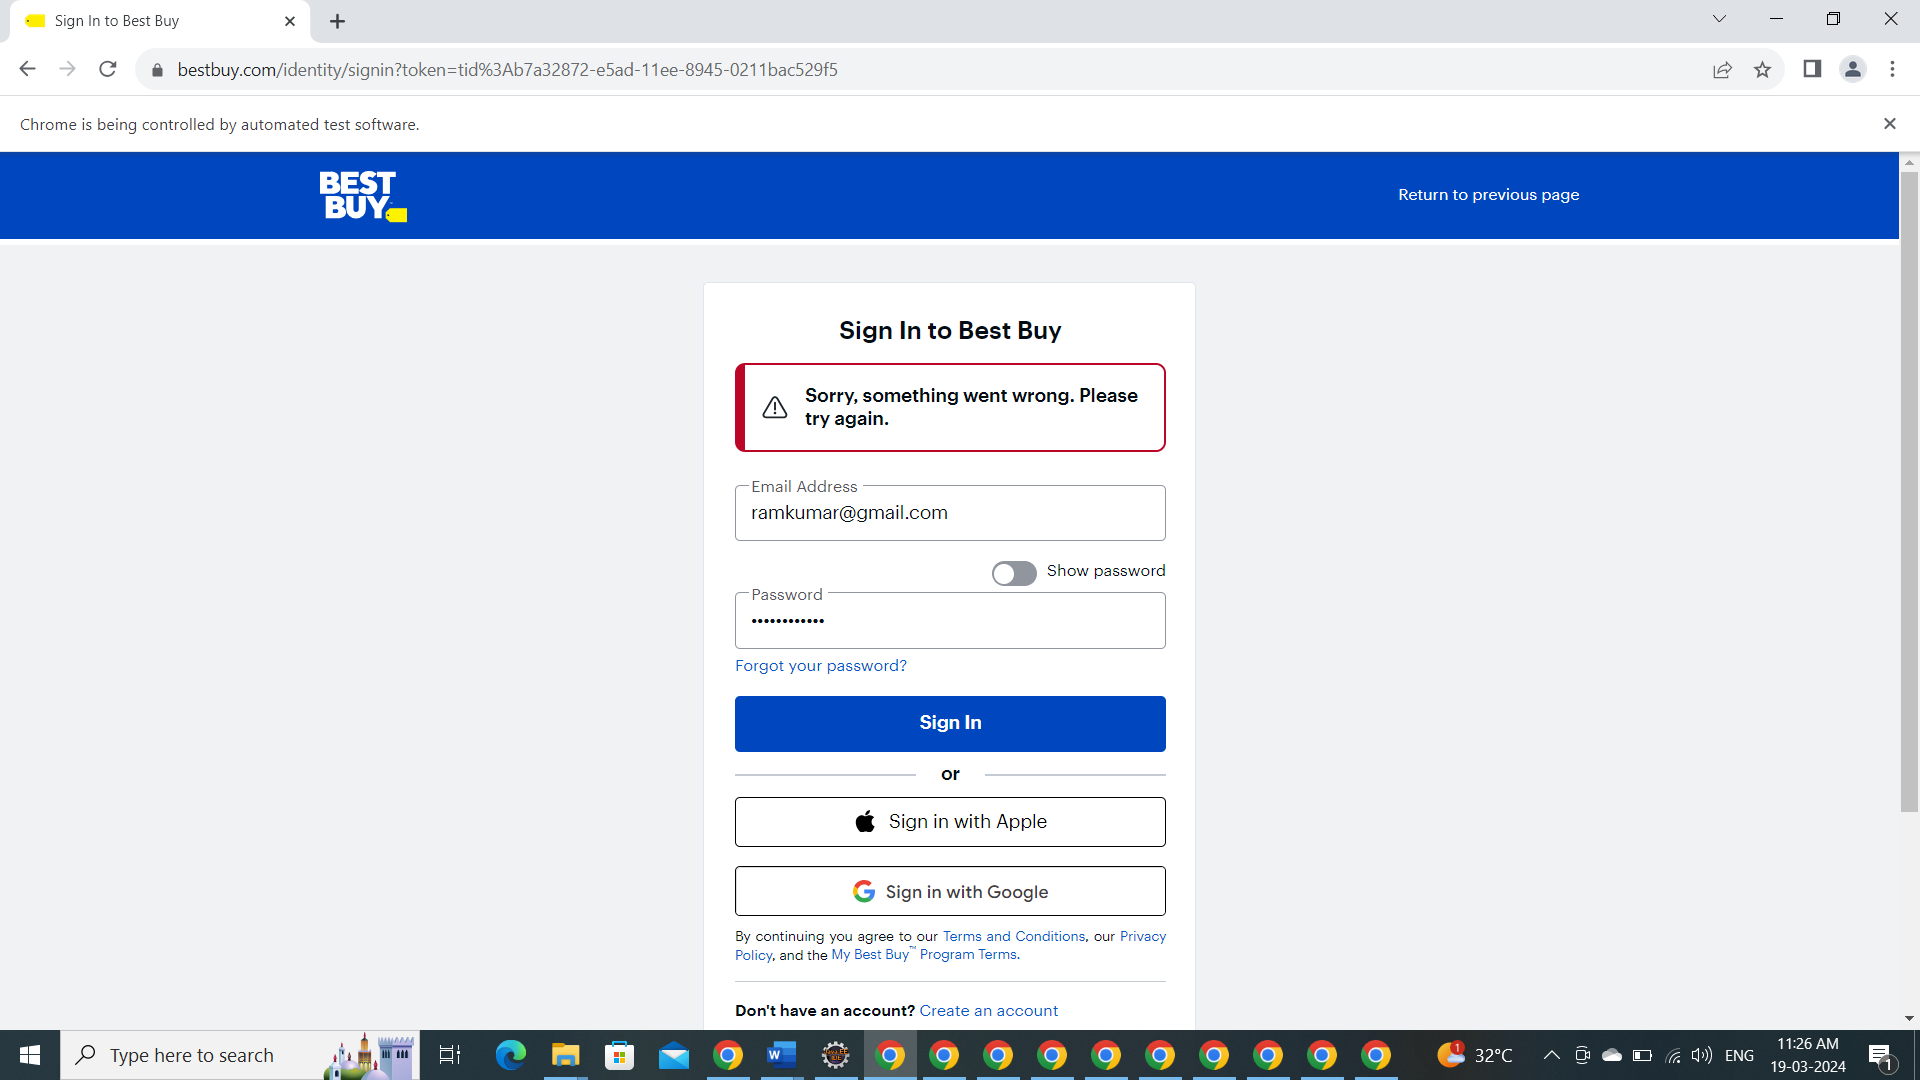 Sign In to Best Buy
bestbuy.com/identity/signin?token=tid%3Ab7a32872-e5ad-11ee-8945-0211bac529f5
Chrome is being controlled by automated test software.
BEST
BUY
Return to previous page
Sign In to Best Buy
Sorry, something went wrong. Please
try again.
Email Address
ramkumar@gmail.com
Show password
Password
••••••••••••
Forgot your password?
Sign In
or
Sign in with Apple
Sign in with Google
By continuing you agree to our Terms and Conditions, our Privacy
Policy, and the My Best Buy™ Program Terms.
Don't have an account? Create an account
Type here to search
1
32°C
ENG
11:26 AM
19-03-2024
1